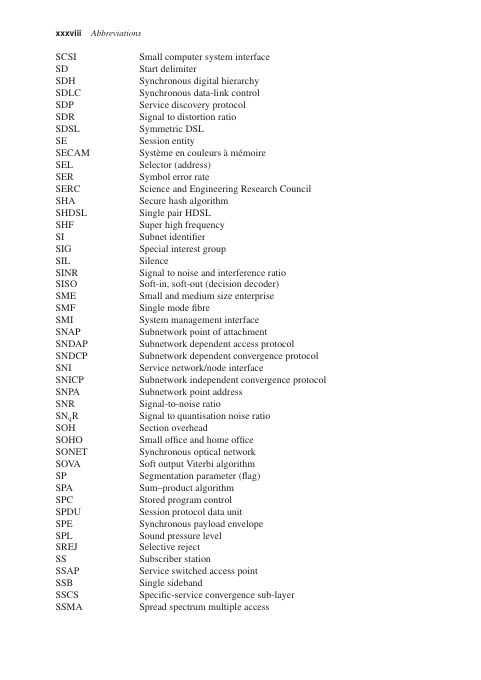 xxxviii Abbreviations
SCSI Small computer system interface
SD Start delimiter
SDH Synchronous digital hierarchy
SDLC Synchronous data-link control
SDP Service discovery protocol
SDR Signal to distortion ratio
SDSL Symmetric DSL
SE Session entity
SECAM Système en couleurs à mémoire
SEL Selector (address)
SER Symbol error rate
SERC Science and Engineering Research Council
SHA Secure hash algorithm
SHDSL Single pair HDSL
SHF Super high frequency
SI Subnet identifier
SIG Special interest group
SIL Silence
SINR Signal to noise and interference ratio
SISO Soft-in, soft-out (decision decoder)
SME Small and medium size enterprise
SMF Single mode fibre
SMI System management interface
SNAP Subnetwork point of attachment
SNDAP Subnetwork dependent access protocol
SNDCP Subnetwork dependent convergence protocol
SNI Service network/node interface
SNICP Subnetwork independent convergence protocol
SNPA Subnetwork point address
SNR Signal-to-noise ratio
SNqR Signal to quantisation noise ratio
SOH Section overhead
SOHO Small office and home office
SONET Synchronous optical network
SOVA Soft output Viterbi algorithm
SP Segmentation parameter (flag)
SPA Sum–product algorithm
SPC Stored program control
SPDU Session protocol data unit
SPE Synchronous payload envelope
SPL Sound pressure level
SREJ Selective reject
SS Subscriber station
SSAP Service switched access point
SSB Single sideband
SSCS Specific-service convergence sub-layer
SSMA Spread spectrum multiple access